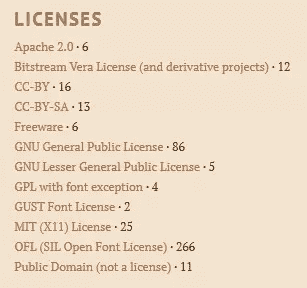 LICENSES
Apache 2.0 · 6
Bitstream Vera License (and derivative projects) · 12
CC-BY · 16
CC-BY-SA · 13
Freeware · 6
GNU General Public License · 86
GNU Lesser General Public License · 5
GPL with font exception · 4
GUST Font License · 2
MIT (X11) License · 25
OFL (SIL Open Font License) · 266
Public Domain (not a license) · 11